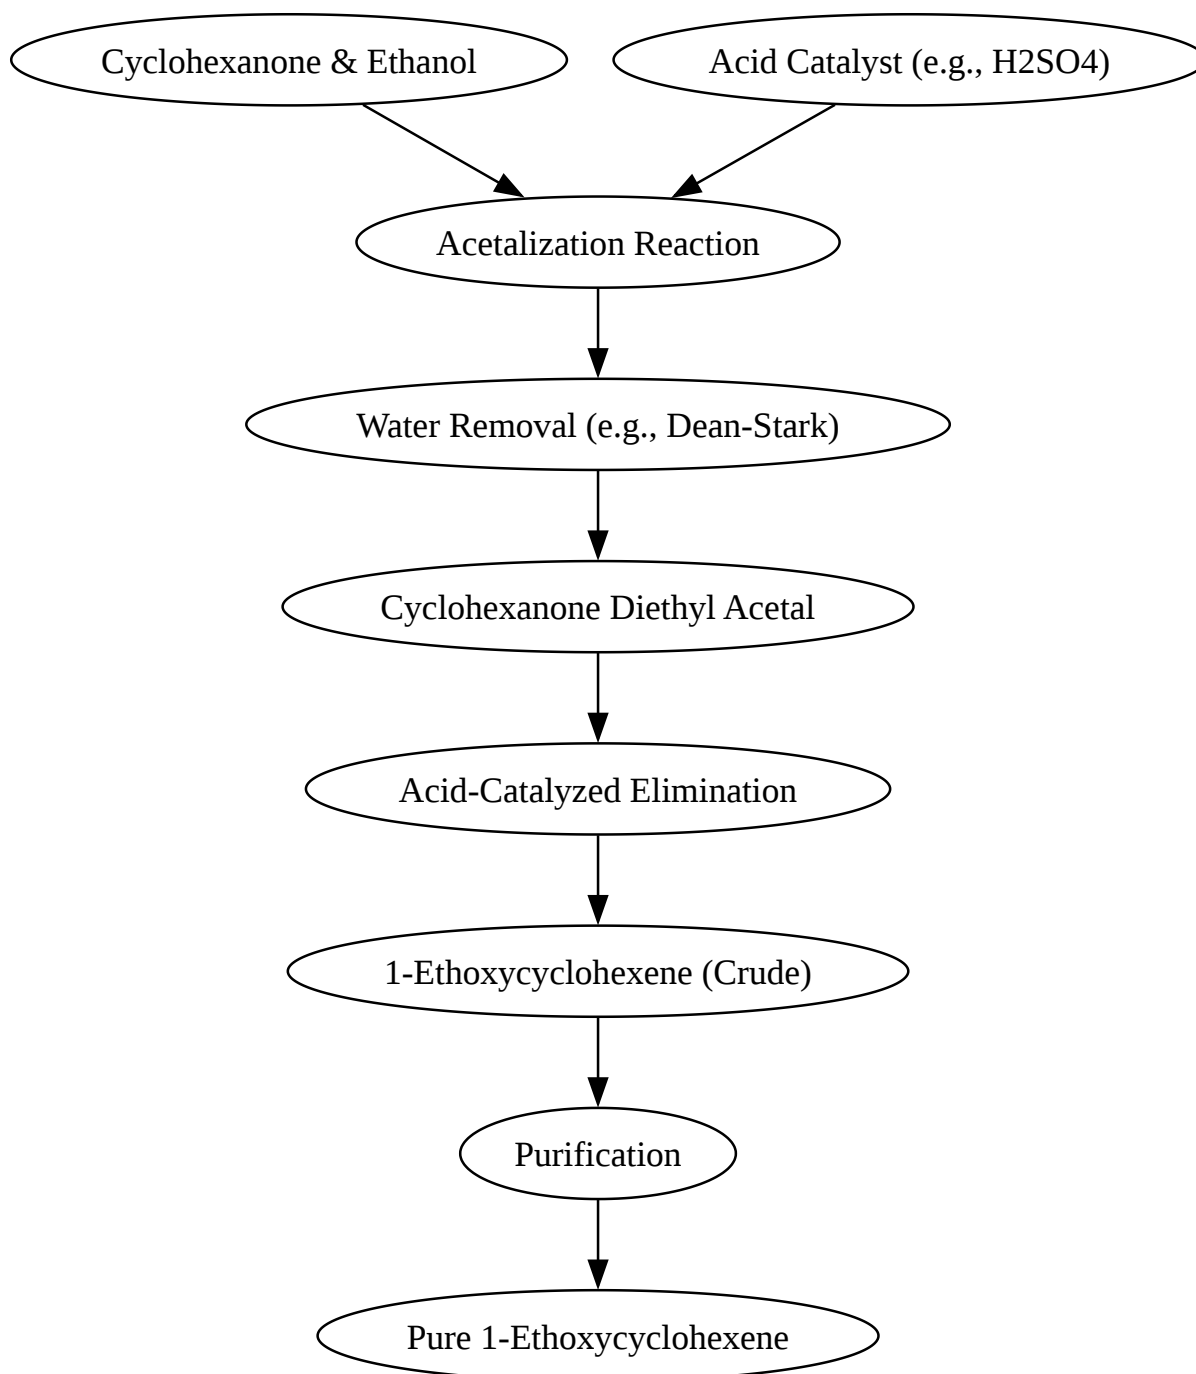 Cyclohexanone & Ethanol
Acid Catalyst (e.g., H2SO4)
Acetalization Reaction
Water Removal (e.g., Dean-Stark)
Cyclohexanone Diethyl Acetal
Acid-Catalyzed Elimination
1-Ethoxycyclohexene (Crude)
Purification
Pure 1-Ethoxycyclohexene